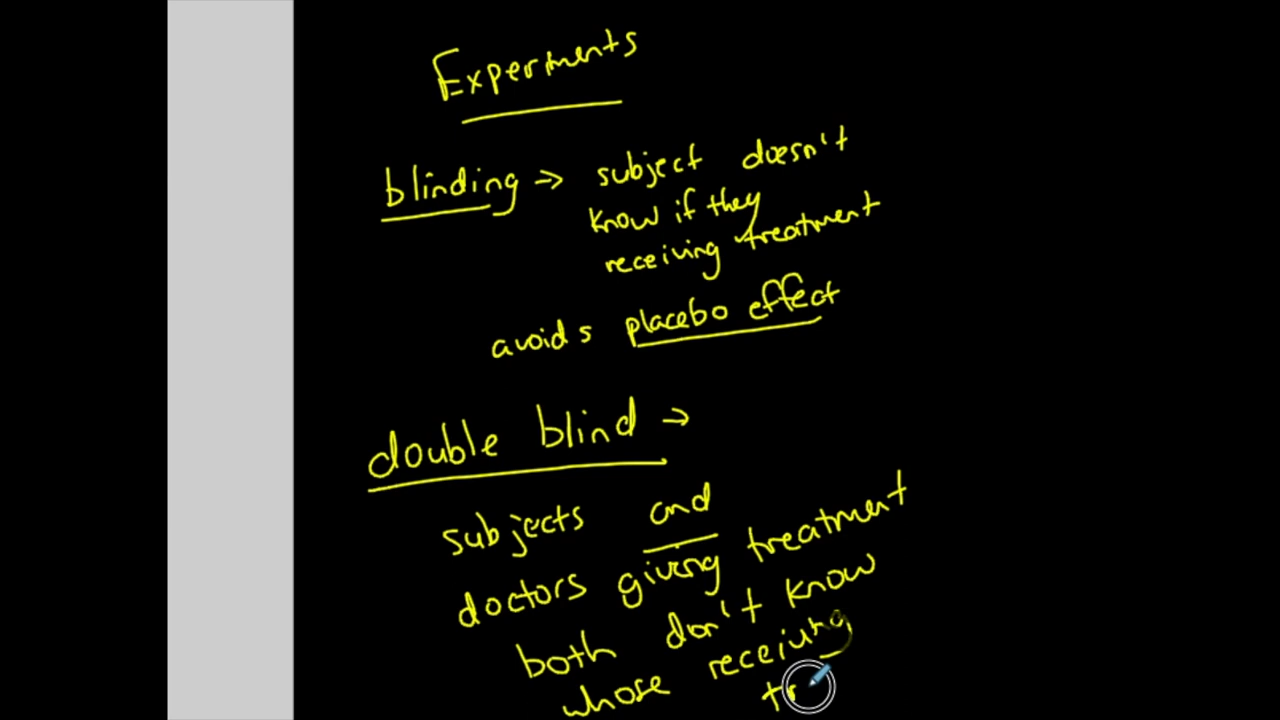 Experiments
blinding → subject doesn't
know if they
receiving treatment
avoids placebo effect
double blind →
subjects and
doctors giving treatment
both don't know
whose receiving
tr